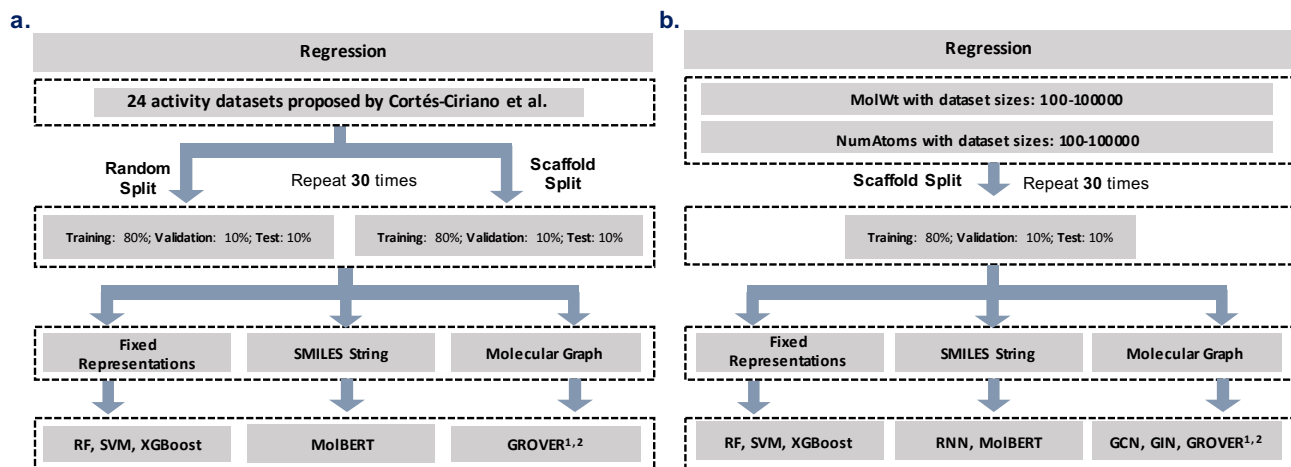 a.
Regression
24 activity datasets proposed by Cortés-Ciriano et al.
Random
Split
Repeat 30 times
Scaffold
Split
Training: 80%; Validation: 10%; Test: 10%
Training: 80%; Validation: 10%; Test: 10%
Fixed
Representations
SMILES String
Molecular Graph
RF, SVM, XGBoost
MolBERT
GROVER¹,²
b.
Regression
MolWt with dataset sizes: 100-100000
NumAtoms with dataset sizes: 100-100000
Scaffold Split
Repeat 30 times
Training: 80%; Validation: 10%; Test: 10%
Fixed
Representations
SMILES String
Molecular Graph
RF, SVM, XGBoost
RNN, MolBERT
GCN, GIN, GROVER¹,²